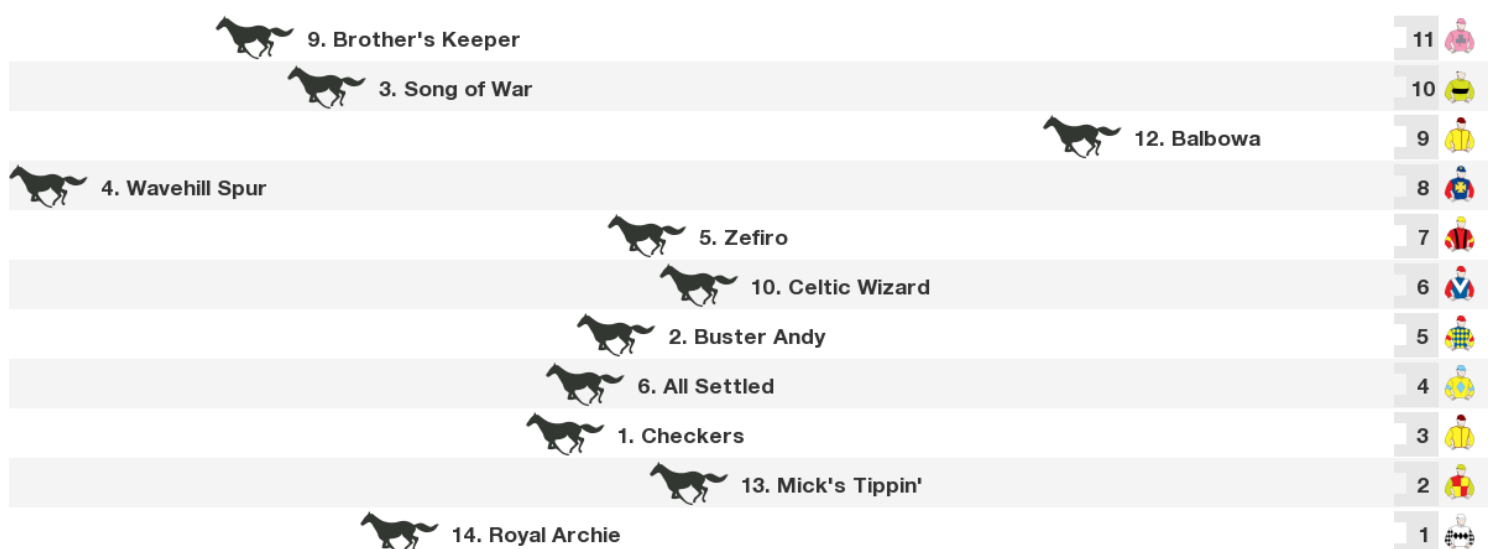 9. Brother's Keeper 11
3. Song of War 10
12. Balbowa 9
4. Wavehill Spur 8
5. Zefiro 7
10. Celtic Wizard 6
2. Buster Andy 5
6. All Settled 4
1. Checkers 3
13. Mick's Tippin' 2
14. Royal Archie 1